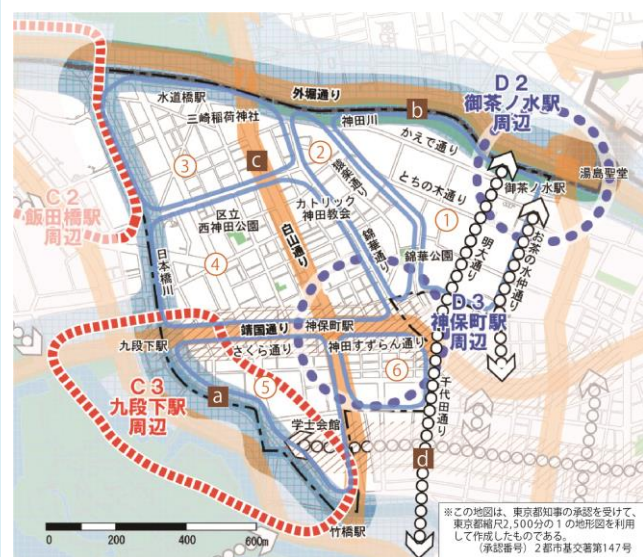 外堀通り
水道橋駅
三崎稲荷神社
神田川
b
D2
御茶ノ水駅
周辺
かえで通り
湯島聖堂
御茶ノ水駅
とちの木通り
c
②
③
猿楽通り
①
C2
飯田橋駅
周辺
カトリック
神田教会
区立
西神田公園
④
白山通り
錦華通り
錦華公園
明大通り
お茶の水仲通り
日本橋川
D3
神保町駅
周辺
靖国通り
神保町駅
九段下駅
さくら通り
神田すずらん通り
C3
九段下駅
周辺
⑤
⑥
a
千代田通り
学士会館
d
竹橋駅
0 200 400 600m
※この地図は、東京都知事の承認を受けて、
東京都縮尺2,500分の1の地形図を利用
して作成したものである。
(承認番号)2都市基交著第147号